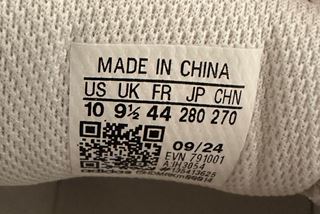 MADE IN CHINA
US UK FR JP CHN
10 9½ 44 280 270
09/24
EVN 791001
AJH3054
adidas